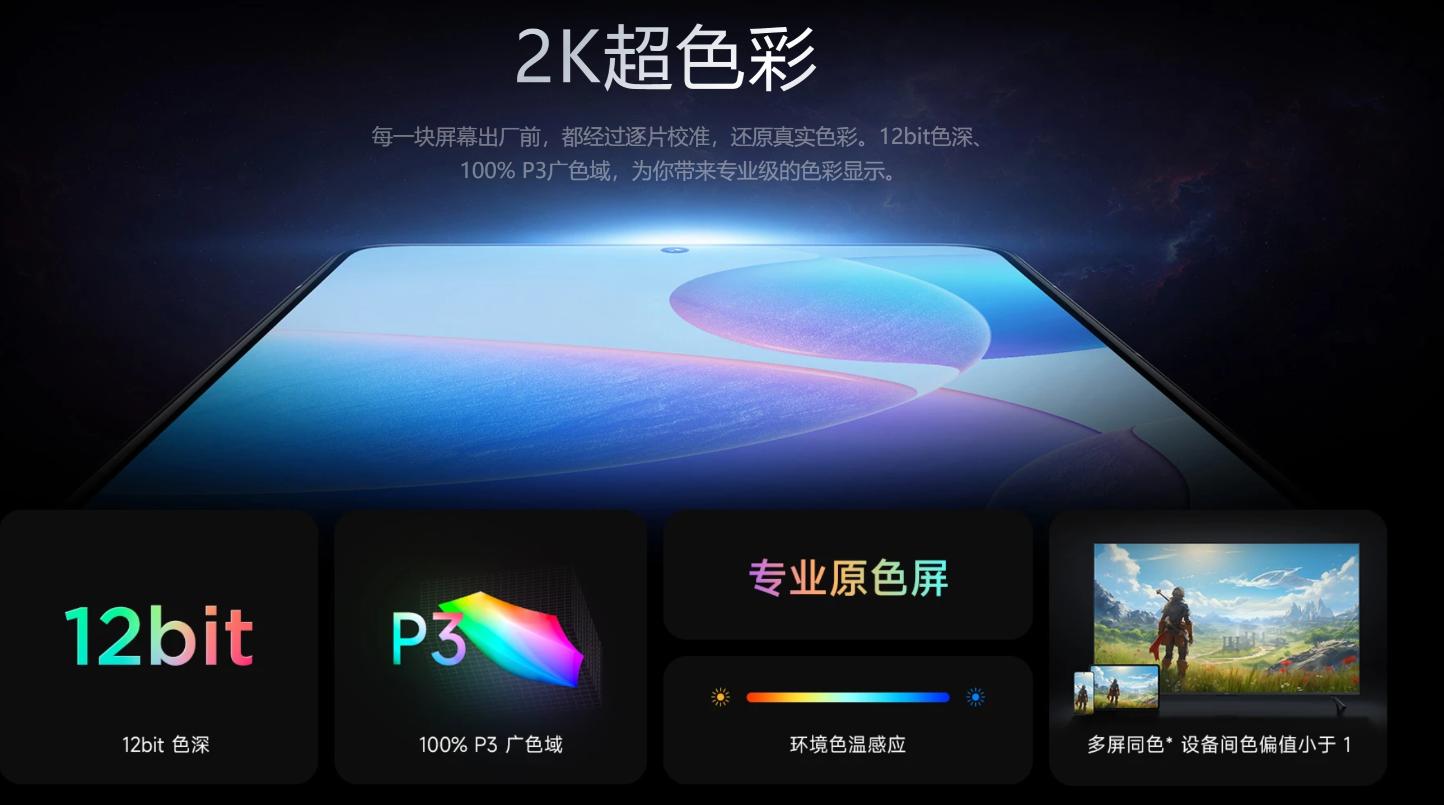 2K超色彩
每一块屏幕出厂前，都经过逐片校准，还原真实色彩。12bit色深、
100% P3广色域，为你带来专业级的色彩显示。
12bit
12bit 色深
P3
100% P3 广色域
专业原色屏
环境色温感应
多屏同色* 设备间色偏值小于 1